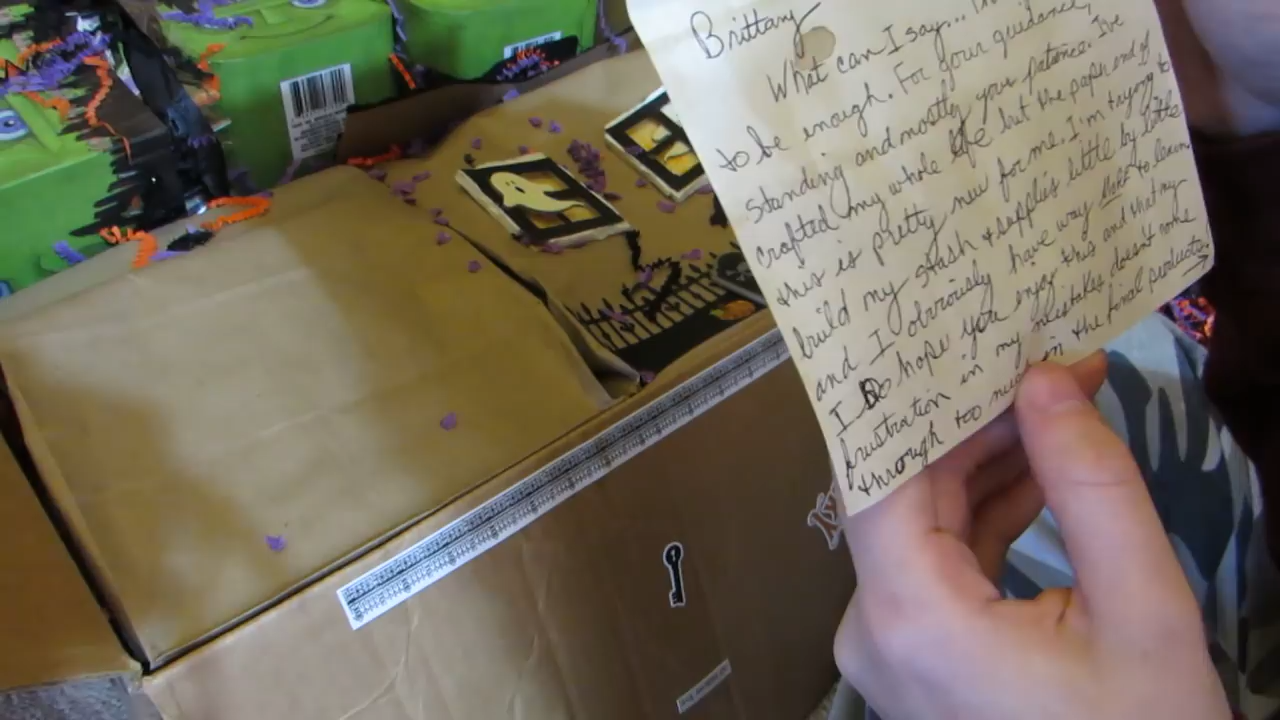 Brittany
What can I say...
to be enough. For your guidance,
standing and mostly your patience. I've
crafted my whole life but the paper end of
this is pretty new for me. I'm trying to
build my stash & supplies little by little
and I obviously have way more to learn
I DO hope you enjoy this and that my
frustration in my mistakes doesn't come
through too much in the final products.